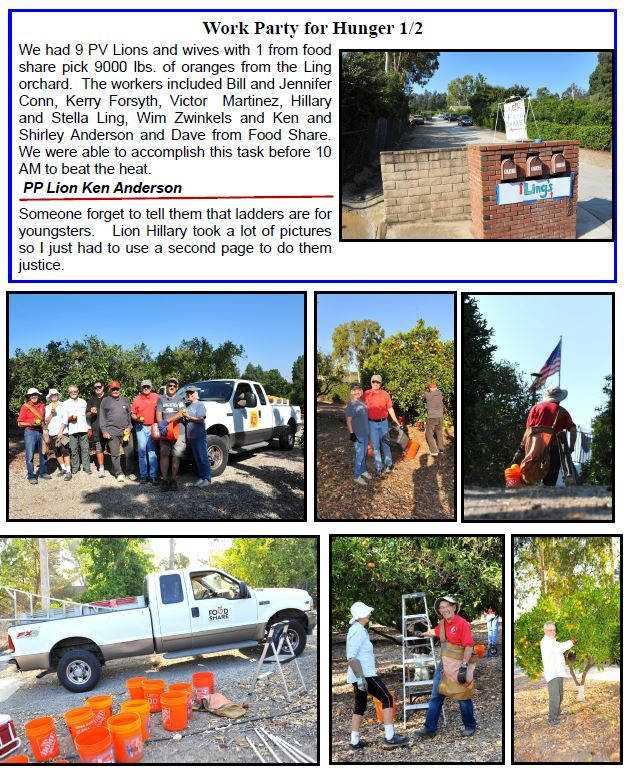 Work Party for Hunger 1/2
We had 9 PV Lions and wives with 1 from food
share pick 9000 lbs. of oranges from the Ling
orchard. The workers included Bill and Jennifer
Conn, Kerry Forsyth, Victor Martinez, Hillary
and Stella Ling, Wim Zwinkels and Ken and
Shirley Anderson and Dave from Food Share.
We were able to accomplish this task before 10
AM to beat the heat.
PP Lion Ken Anderson
Someone forget to tell them that ladders are for
youngsters. Lion Hillary took a lot of pictures
so I just had to use a second page to do them
justice.
FOOD
SHARE
Ling's
FOOD
SHARE
FX4